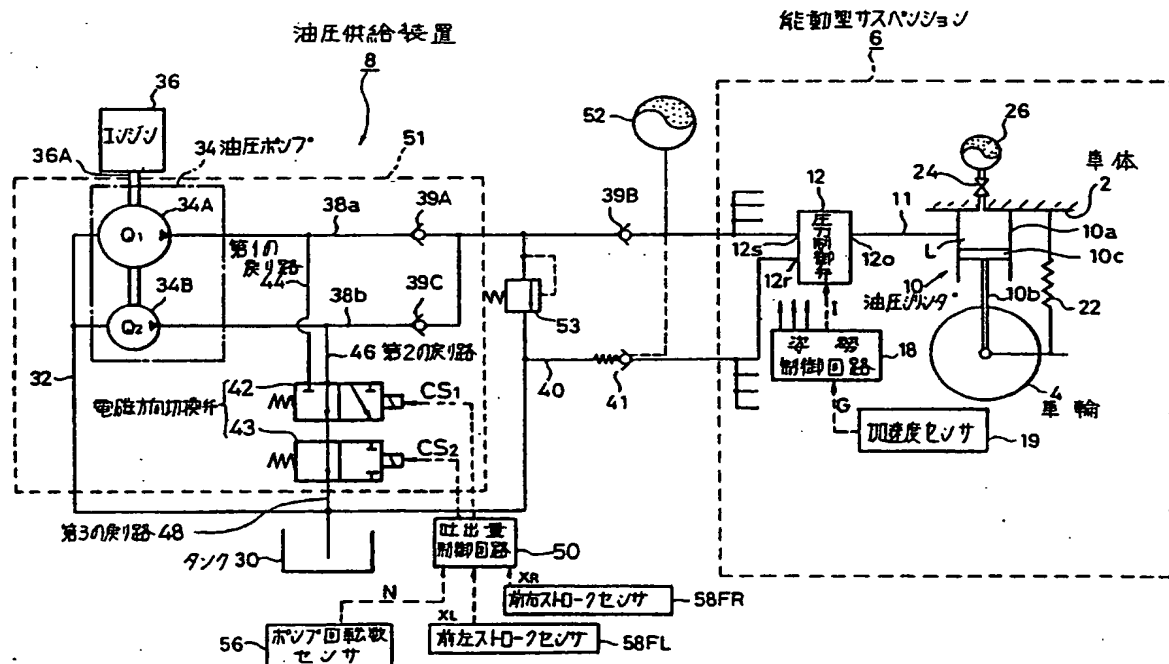 油圧供給装置
8
能動型サスペンション
6
36
エンジン
36A
34 油圧ポンプ
51
34A
Q1
34B
Q2
32
38a
39A
第1の
戻り路
44
38b
39C
46 第2の戻り路
42
電磁方向切換弁
43
CS1
CS2
第3の戻り路 48
タンク 30
吐出量
制御回路
50
N
XL
XR
56
ポンプ回転数
センサ
前右ストロークセンサ
58FR
前左ストロークセンサ
58FL
52
39B
53
40
41
12
圧力制御弁
12s
12r
12o
11
I
姿勢
制御回路
18
G
加速度センサ
19
26
24
車体
2
10a
10c
L
10
油圧シリンダ
10b
22
4
車輪